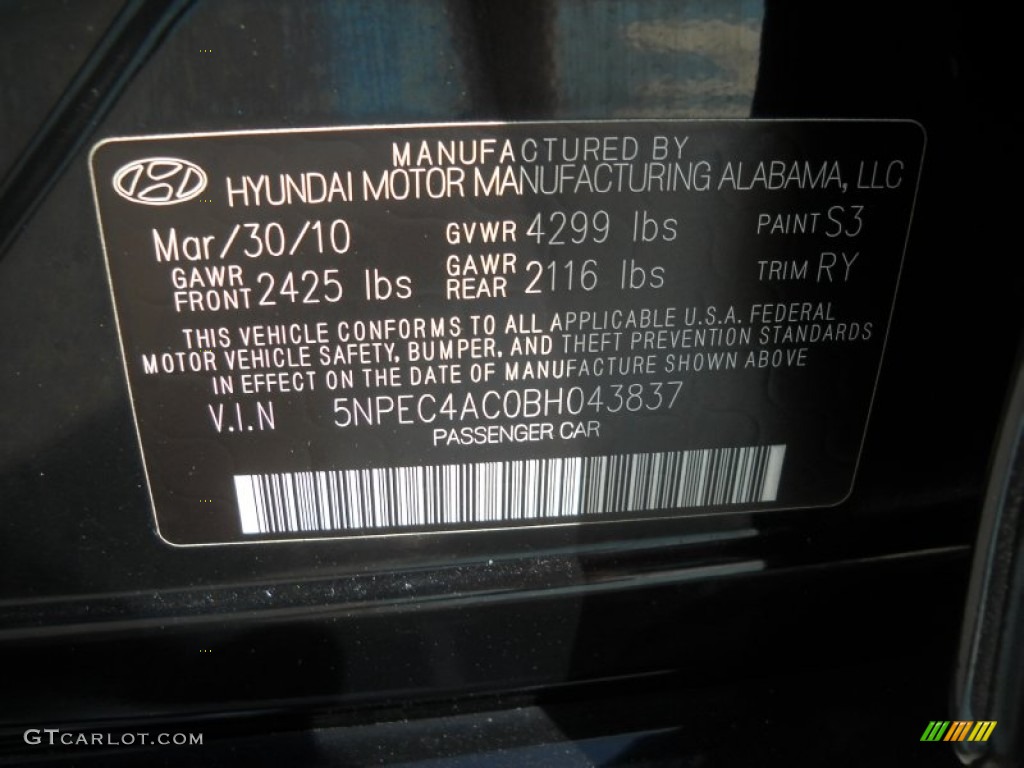 MANUFACTURED BY
HYUNDAI MOTOR MANUFACTURING ALABAMA, LLC
Mar/30/10 GVWR 4299 lbs PAINT S3
GAWR FRONT 2425 lbs GAWR REAR 2116 lbs TRIM RY
THIS VEHICLE CONFORMS TO ALL APPLICABLE U.S.A. FEDERAL
MOTOR VEHICLE SAFETY, BUMPER, AND THEFT PREVENTION STANDARDS
IN EFFECT ON THE DATE OF MANUFACTURE SHOWN ABOVE
V.I.N 5NPEC4AC0BH043837
PASSENGER CAR
GTCARLOT.COM